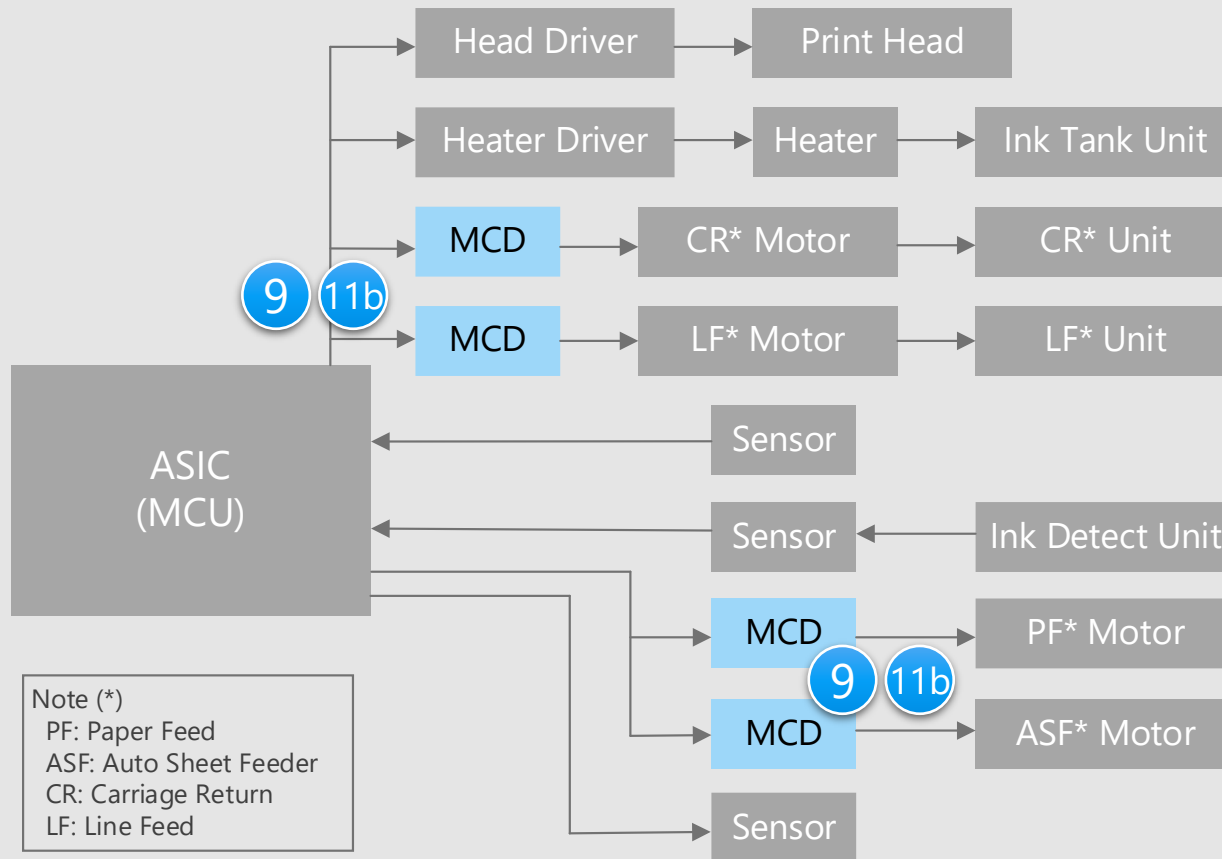 Head Driver
Print Head
Heater Driver
Heater
Ink Tank Unit
MCD
CR* Motor
CR* Unit
9
11b
MCD
LF* Motor
LF* Unit
ASIC
(MCU)
Sensor
Sensor
Ink Detect Unit
MCD
PF* Motor
9
11b
MCD
ASF* Motor
Sensor
Note (*)
PF: Paper Feed
ASF: Auto Sheet Feeder
CR: Carriage Return
LF: Line Feed